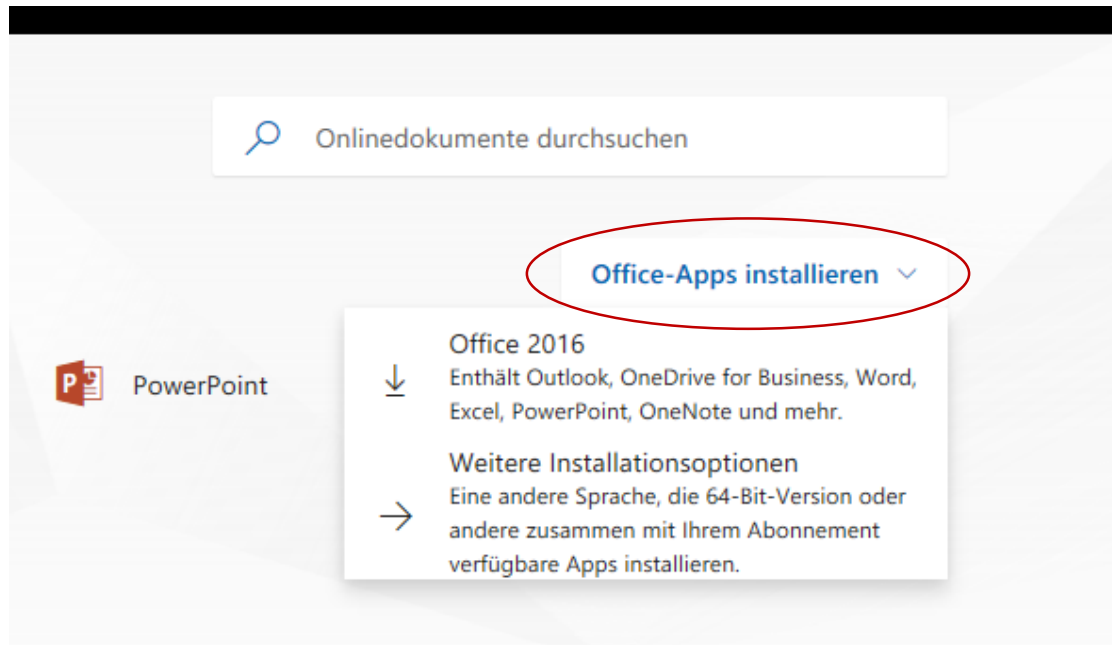 Onlinedokumente durchsuchen
Office-Apps installieren
PowerPoint
Office 2016
Enthält Outlook, OneDrive for Business, Word,
Excel, PowerPoint, OneNote und mehr.
Weitere Installationsoptionen
Eine andere Sprache, die 64-Bit-Version oder
andere zusammen mit Ihrem Abonnement
verfügbare Apps installieren.